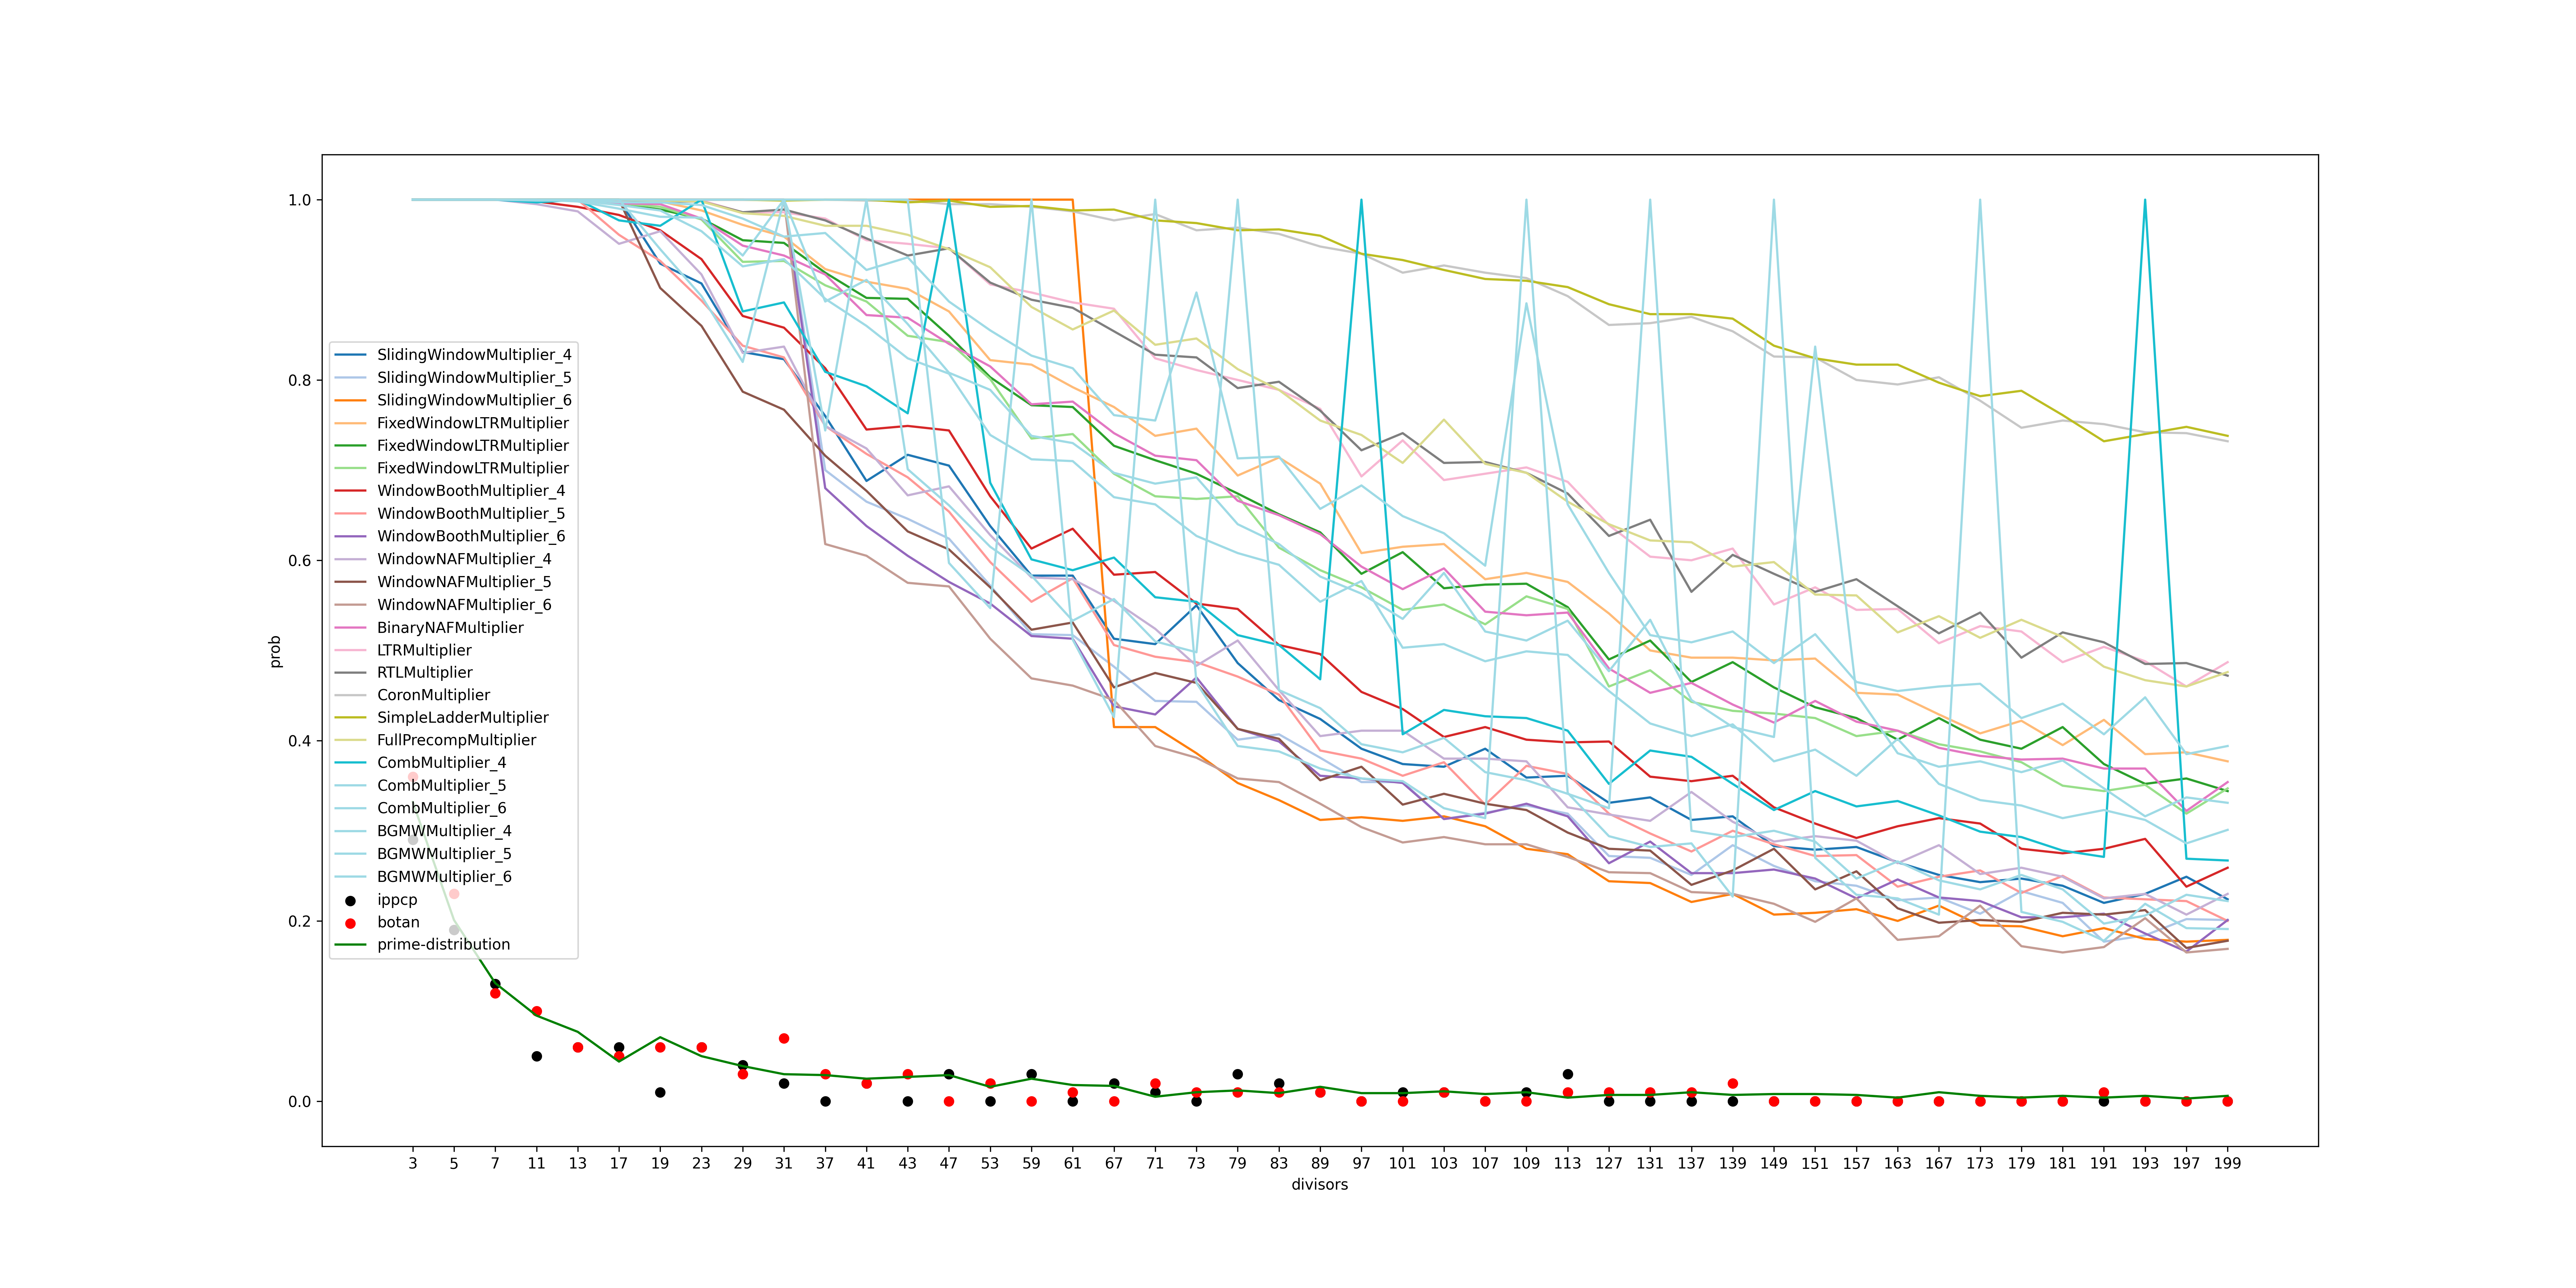 1.0
0.8
0.6
0.4
0.2
0.0
prob
SlidingWindowMultiplier_4
SlidingWindowMultiplier_5
SlidingWindowMultiplier_6
FixedWindowLTRMultiplier
FixedWindowLTRMultiplier
FixedWindowLTRMultiplier
WindowBoothMultiplier_4
WindowBoothMultiplier_5
WindowBoothMultiplier_6
WindowNAFMultiplier_4
WindowNAFMultiplier_5
WindowNAFMultiplier_6
BinaryNAFMultiplier
LTRMultiplier
RTLMultiplier
CoronMultiplier
SimpleLadderMultiplier
FullPrecompMultiplier
CombMultiplier_4
CombMultiplier_5
CombMultiplier_6
BGMWMultiplier_4
BGMWMultiplier_5
BGMWMultiplier_6
ippcp
botan
prime-distribution
3 5 7 11 13 17 19 23 29 31 37 41 43 47 53 59 61 67 71 73 79 83 89 97 101 103 107 109 113 127 131 137 139 149 151 157 163 167 173 179 181 191 193 197 199
divisors